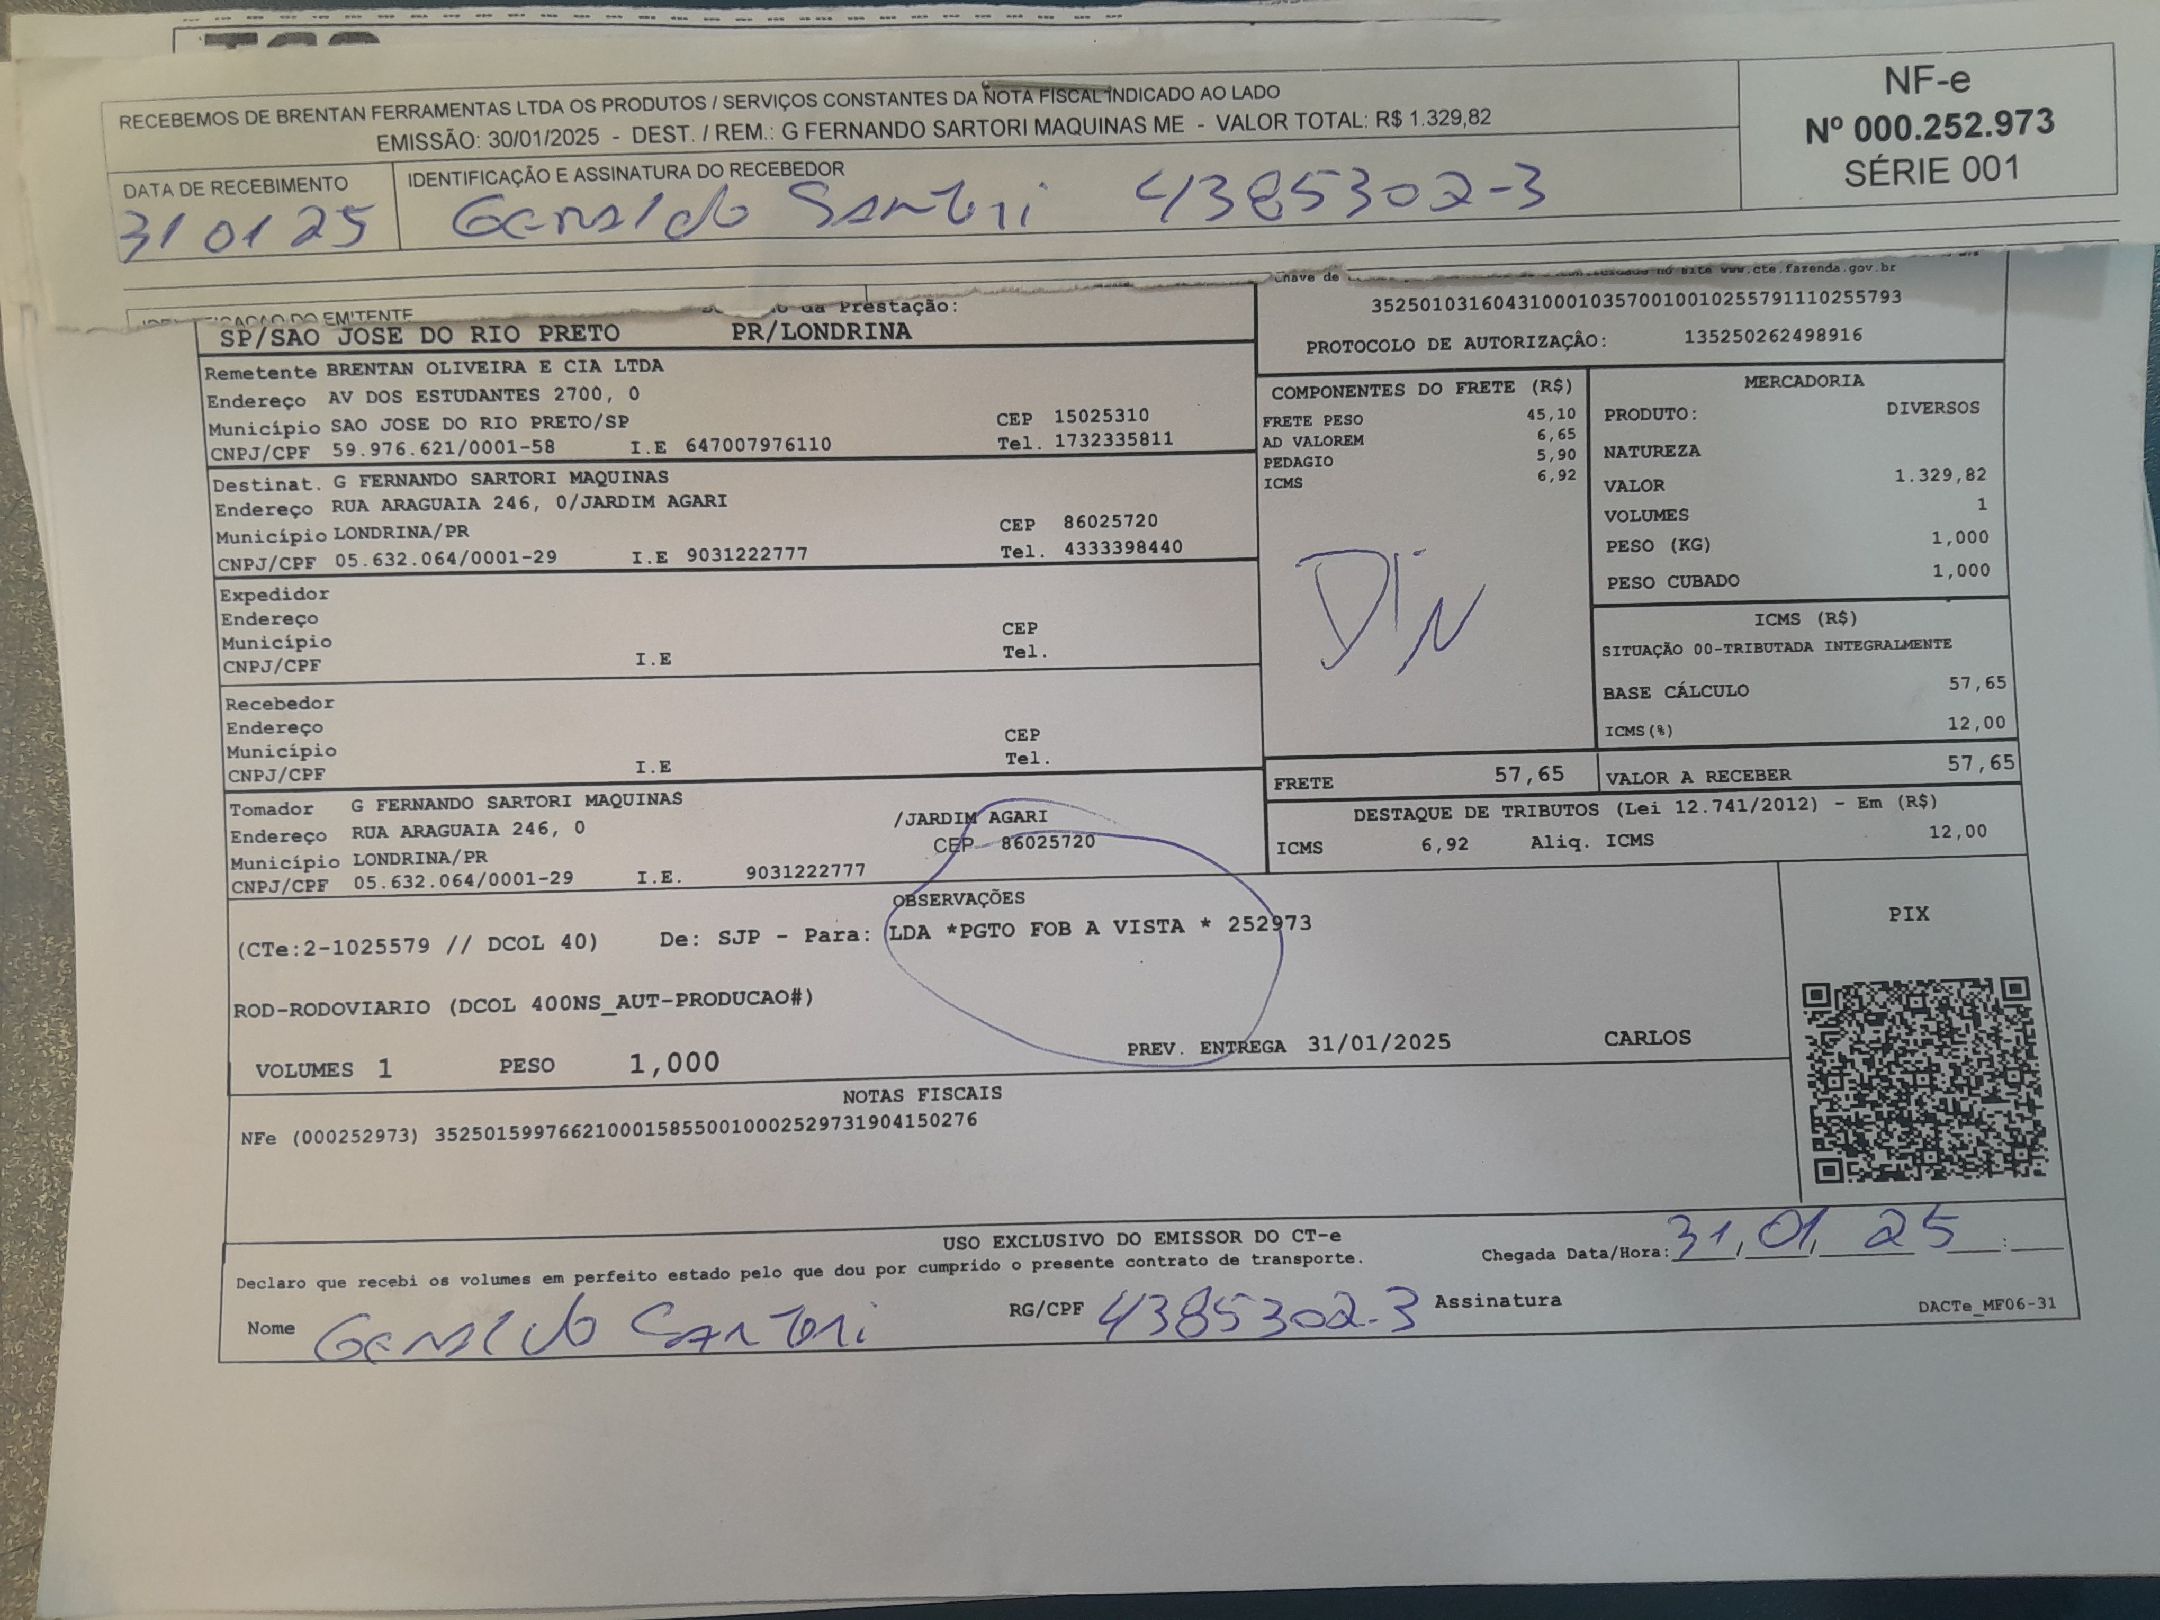 RECEBEMOS DE BRENTAN FERRAMENTAS LTDA OS PRODUTOS / SERVIÇOS CONSTANTES DA NOTA FISCAL INDICADO AO LADO
EMISSÃO: 30/01/2025 - DEST. / REM.: G FERNANDO SARTORI MAQUINAS ME - VALOR TOTAL: R$ 1.329,82
NF-e
Nº 000.252.973
SÉRIE 001
DATA DE RECEBIMENTO
31 01 25
IDENTIFICAÇÃO E ASSINATURA DO RECEBEDOR
Geraldo Sartori 4385302-3
IDENTIFICAÇÃO DO EMITENTE
da Prestação:
SP/SAO JOSE DO RIO PRETO PR/LONDRINA
Chave de
no site www.cte.fazenda.gov.br
35250103160431000103570010010255791110255793
PROTOCOLO DE AUTORIZAÇÂO: 135250262498916
Remetente BRENTAN OLIVEIRA E CIA LTDA
Endereço AV DOS ESTUDANTES 2700, 0
Município SAO JOSE DO RIO PRETO/SP CEP 15025310
CNPJ/CPF 59.976.621/0001-58 I.E 647007976110 Tel. 1732335811
Destinat. G FERNANDO SARTORI MAQUINAS
Endereço RUA ARAGUAIA 246, 0/JARDIM AGARI
Município LONDRINA/PR CEP 86025720
CNPJ/CPF 05.632.064/0001-29 I.E 9031222777 Tel. 4333398440
Expedidor
Endereço
Município CEP
CNPJ/CPF I.E Tel.
Recebedor
Endereço
Município CEP
CNPJ/CPF I.E Tel.
Tomador G FERNANDO SARTORI MAQUINAS
Endereço RUA ARAGUAIA 246, 0 /JARDIM AGARI
Município LONDRINA/PR CEP 86025720
CNPJ/CPF 05.632.064/0001-29 I.E. 9031222777
COMPONENTES DO FRETE (R$)
FRETE PESO 45,10
AD VALOREM 6,65
PEDAGIO 5,90
ICMS 6,92
DIN
FRETE 57,65
MERCADORIA
PRODUTO: DIVERSOS
NATUREZA
VALOR 1.329,82
VOLUMES 1
PESO (KG) 1,000
PESO CUBADO 1,000
ICMS (R$)
SITUAÇÃO 00-TRIBUTADA INTEGRALMENTE
BASE CÁLCULO 57,65
ICMS(%) 12,00
VALOR A RECEBER 57,65
DESTAQUE DE TRIBUTOS (Lei 12.741/2012) - Em (R$)
ICMS 6,92 Aliq. ICMS 12,00
OBSERVAÇÕES
(CTe:2-1025579 // DCOL 40) De: SJP - Para: LDA *PGTO FOB A VISTA * 252973
ROD-RODOVIARIO (DCOL 400NS_AUT-PRODUCAO#)
VOLUMES 1 PESO 1,000 PREV. ENTREGA 31/01/2025 CARLOS
PIX
NOTAS FISCAIS
NFe (000252973) 35250159976621000158550010002529731904150276
USO EXCLUSIVO DO EMISSOR DO CT-e
Declaro que recebi os volumes em perfeito estado pelo que dou por cumprido o presente contrato de transporte.
Chegada Data/Hora: 31/01/25 :
Nome Geraldo Sartori RG/CPF 4385302-3 Assinatura
DACTe_MF06-31